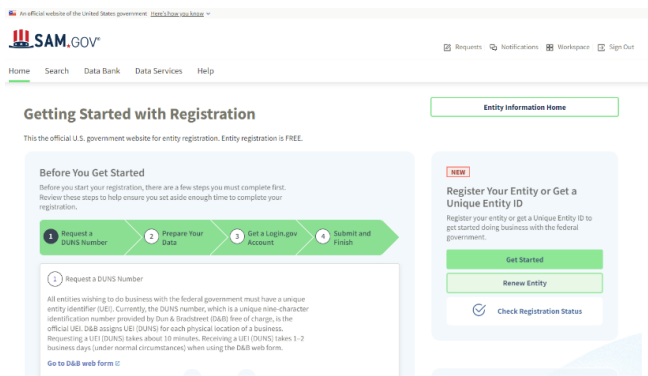 An official website of the United States government Here's how you know
SAM.GOV®
Requests Notifications Workspace Sign Out
Home Search Data Bank Data Services Help
Getting Started with Registration
Entity Information Home
This the official U.S. government website for entity registration. Entity registration is FREE.
Before You Get Started
Before you start your registration, there are a few steps you must complete first.
Review these steps to help ensure you set aside enough time to complete your
registration.
1 Request a
DUNS Number
2 Prepare Your
Data
3 Get a Login.gov
Account
4 Submit and
Finish
1 Request a DUNS Number
All entities wishing to do business with the federal government must have a unique
entity identifier (UEI). Currently, the DUNS number, which is a unique nine-character
identification number provided by Dun & Bradstreet (D&B) free of charge, is the
official UEI. D&B assigns UEI (DUNS) for each physical location of a business.
Requesting a UEI (DUNS) takes about 10 minutes. Receiving a UEI (DUNS) takes 1–2
business days (under normal circumstances) when using the D&B web form.
Go to D&B web form
NEW
Register Your Entity or Get a
Unique Entity ID
Register your entity or get a Unique Entity ID to
get started doing business with the federal
government.
Get Started
Renew Entity
Check Registration Status